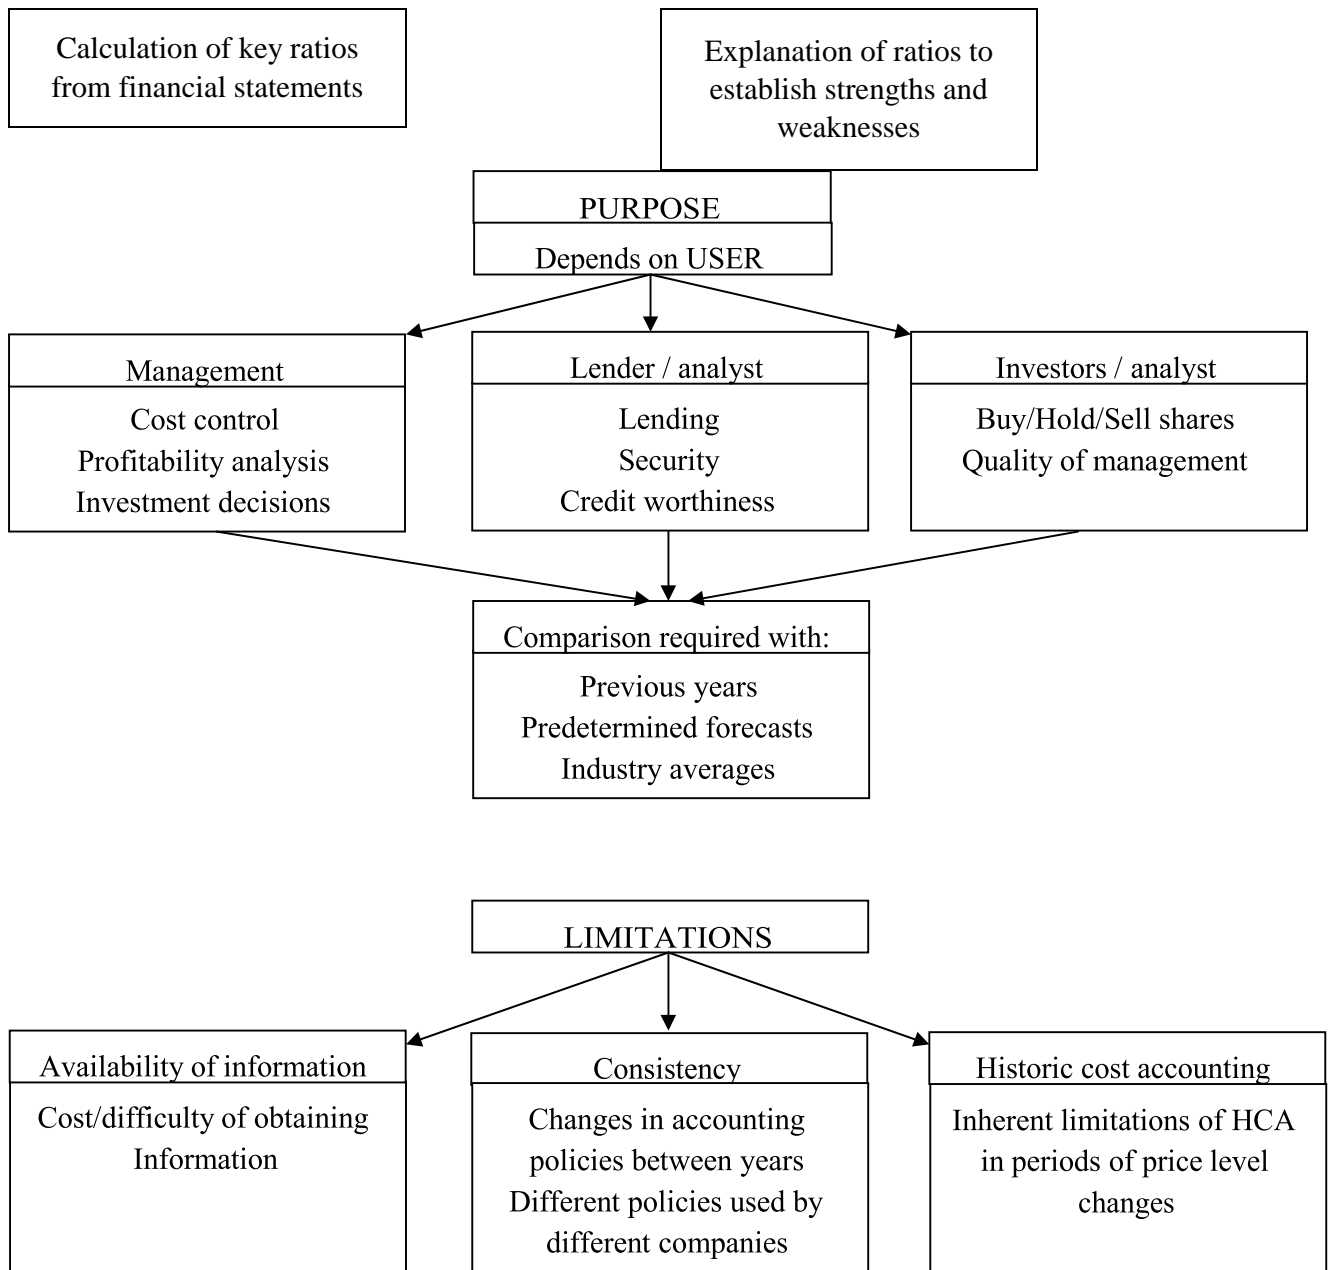 Calculation of key ratios
from financial statements
Explanation of ratios to
establish strengths and
weaknesses
PURPOSE
Depends on USER
Management
Cost control
Profitability analysis
Investment decisions
Lender / analyst
Lending
Security
Credit worthiness
Investors / analyst
Buy/Hold/Sell shares
Quality of management
Comparison required with:
Previous years
Predetermined forecasts
Industry averages
LIMITATIONS
Availability of information
Cost/difficulty of obtaining
Information
Consistency
Changes in accounting
policies between years
Different policies used by
different companies
Historic cost accounting
Inherent limitations of HCA
in periods of price level
changes